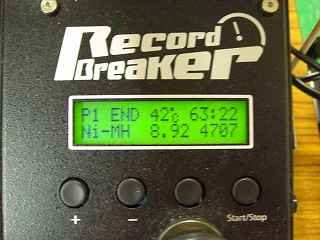 Record
Breaker
P1 END 42°C 63:22
Ni-MH 8.92 4707
+ - Start/Stop